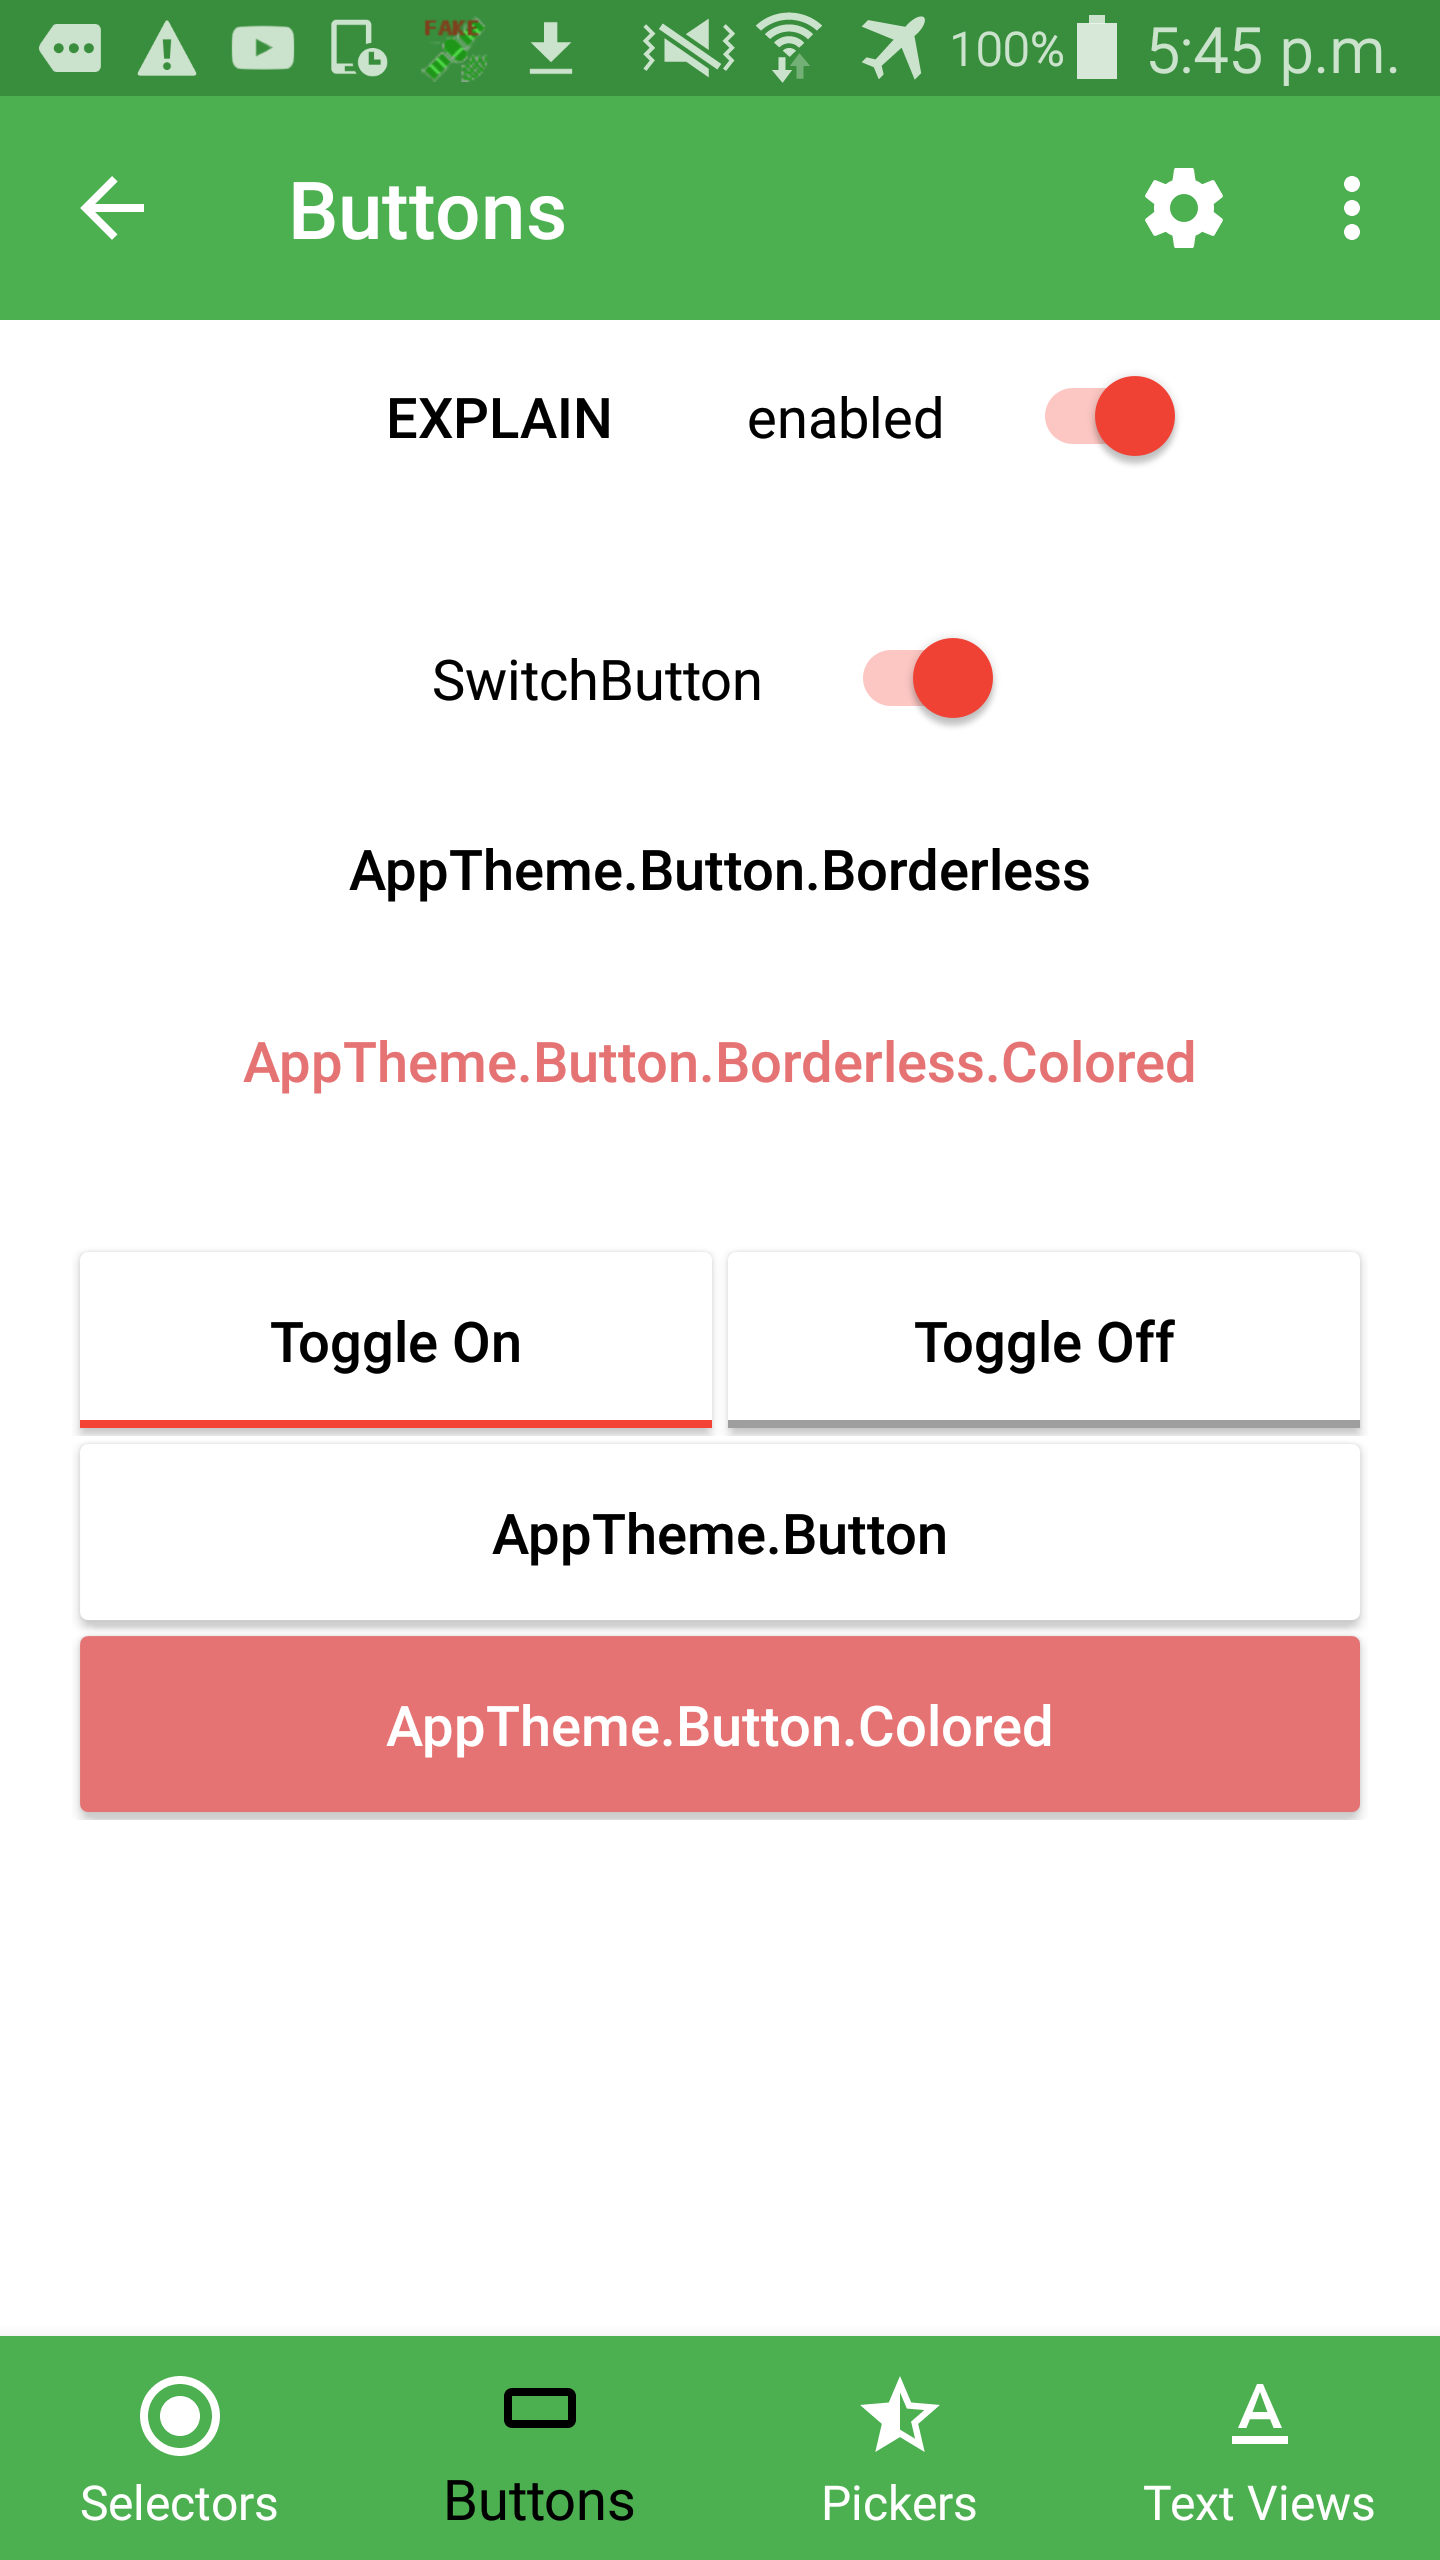 FAKE
100% 5:45 p.m.
Buttons
EXPLAIN enabled
SwitchButton
AppTheme.Button.Borderless
AppTheme.Button.Borderless.Colored
Toggle On Toggle Off
AppTheme.Button
AppTheme.Button.Colored
Selectors Buttons Pickers Text Views